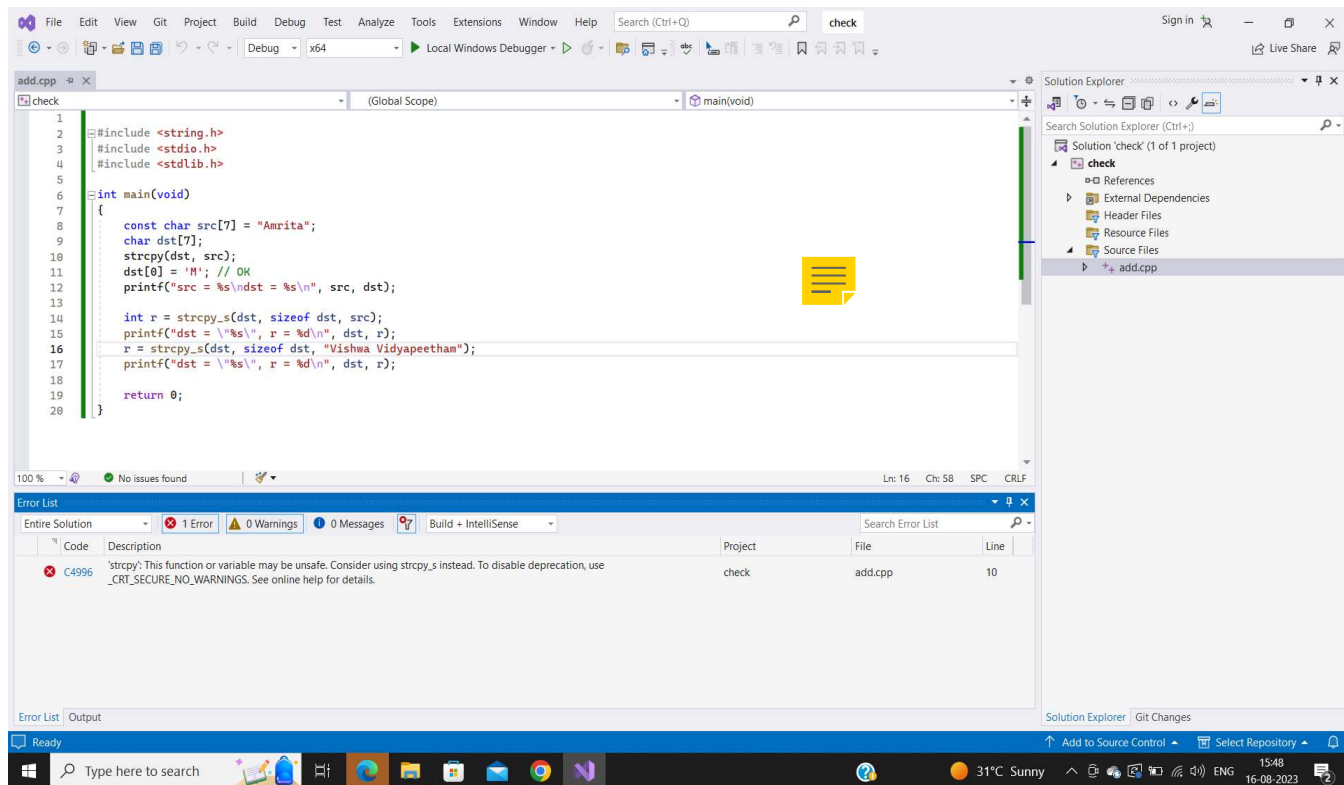 File Edit View Git Project Build Debug Test Analyze Tools Extensions Window Help Search (Ctrl+Q) check Sign in
Debug x64 Local Windows Debugger Live Share
add.cpp
check (Global Scope) main(void)
1
2 #include <string.h>
3 #include <stdio.h>
4 #include <stdlib.h>
5
6 int main(void)
7 {
8 const char src[7] = "Amrita";
9 char dst[7];
10 strcpy(dst, src);
11 dst[0] = 'M'; // OK
12 printf("src = %s\ndst = %s\n", src, dst);
13
14 int r = strcpy_s(dst, sizeof dst, src);
15 printf("dst = \"%s\", r = %d\n", dst, r);
16 r = strcpy_s(dst, sizeof dst, "Vishwa Vidyapeetham");
17 printf("dst = \"%s\", r = %d\n", dst, r);
18
19 return 0;
20 }
100 % No issues found Ln: 16 Ch: 58 SPC CRLF
Error List
Entire Solution 1 Error 0 Warnings 0 Messages Build + IntelliSense Search Error List
Code Description Project File Line
C4996 'strcpy': This function or variable may be unsafe. Consider using strcpy_s instead. To disable deprecation, use check add.cpp 10
_CRT_SECURE_NO_WARNINGS. See online help for details.
Error List Output
Solution Explorer
Search Solution Explorer (Ctrl+;)
Solution 'check' (1 of 1 project)
check
References
External Dependencies
Header Files
Resource Files
Source Files
add.cpp
Solution Explorer Git Changes
Ready Add to Source Control Select Repository
Type here to search 31°C Sunny ENG 15:48
16-08-2023 2